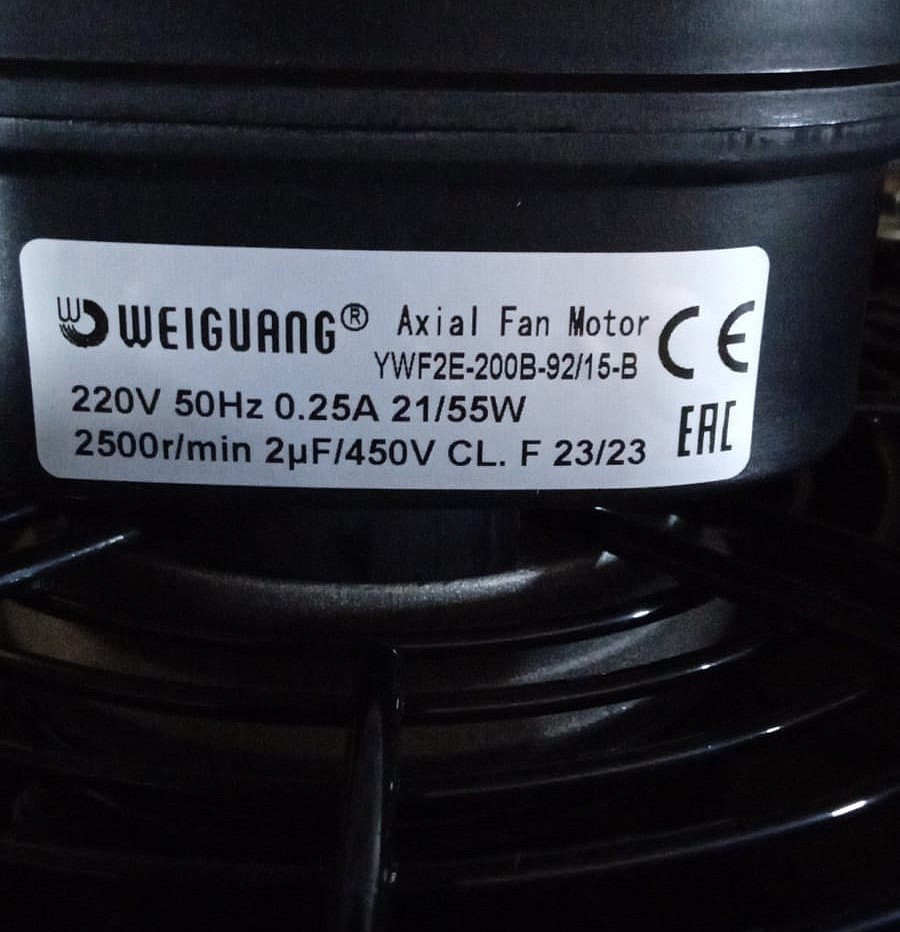 WEIGUANG® Axial Fan Motor CE
YWF2E-200B-92/15-B
220V 50Hz 0.25A 21/55W
2500r/min 2µF/450V CL. F 23/23 EAC